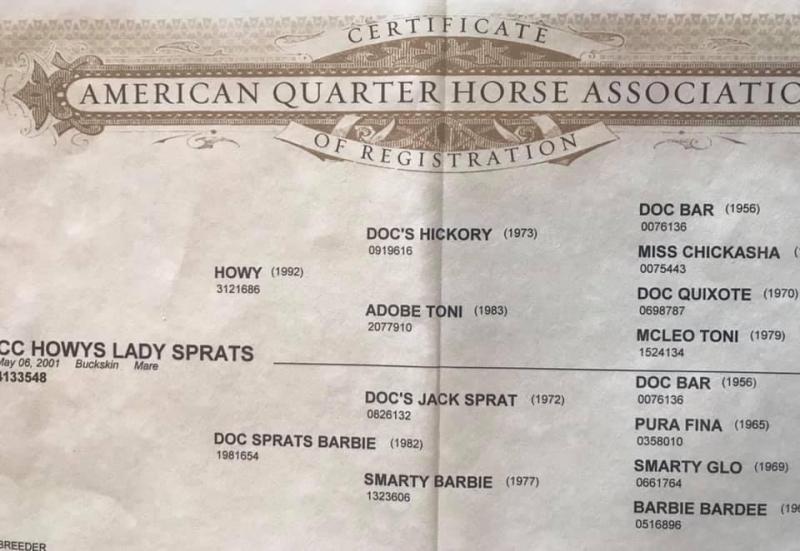 CERTIFICATE
AMERICAN QUARTER HORSE ASSOCIATIO
OF REGISTRATION
DOC BAR (1956)
0076136
DOC'S HICKORY (1973)
0919616
MISS CHICKASHA (
0075443
HOWY (1992)
3121686
DOC QUIXOTE (1970)
0698787
ADOBE TONI (1983)
2077910
MCLEO TONI (1979)
1524134
CC HOWYS LADY SPRATS
May 06, 2001 Buckskin Mare
4133548
DOC BAR (1956)
0076136
DOC'S JACK SPRAT (1972)
0826132
PURA FINA (1965)
0358010
DOC SPRATS BARBIE (1982)
1981654
SMARTY GLO (1969)
0661764
SMARTY BARBIE (1977)
1323606
BARBIE BARDEE (196
0516896
BREEDER